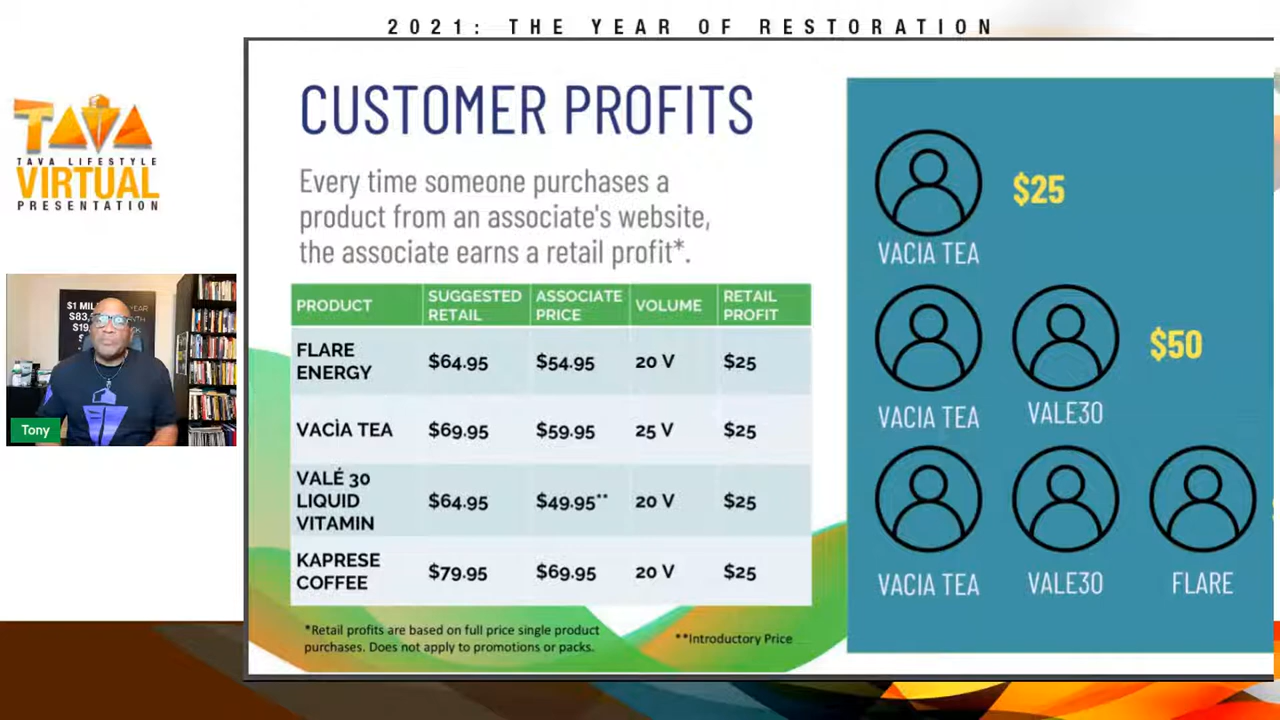 2021: THE YEAR OF RESTORATION
TAVA
TAVA LIFESTYLE
VIRTUAL
PRESENTATION
$1 MIL
$83,
$19,
Tony
CUSTOMER PROFITS
Every time someone purchases a
product from an associate's website,
the associate earns a retail profit*.
PRODUCT
SUGGESTED
RETAIL
ASSOCIATE
PRICE
VOLUME
RETAIL
PROFIT
FLARE
ENERGY
$64.95
$54.95
20 V
$25
VACÌA TEA
$69.95
$59.95
25 V
$25
VALÉ 30
LIQUID
VITAMIN
$64.95
$49.95**
20 V
$25
KAPRESE
COFFEE
$79.95
$69.95
20 V
$25
*Retail profits are based on full price single product
purchases. Does not apply to promotions or packs.
**Introductory Price
$25
VACIA TEA
$50
VACIA TEA
VALE30
VACIA TEA
VALE30
FLARE